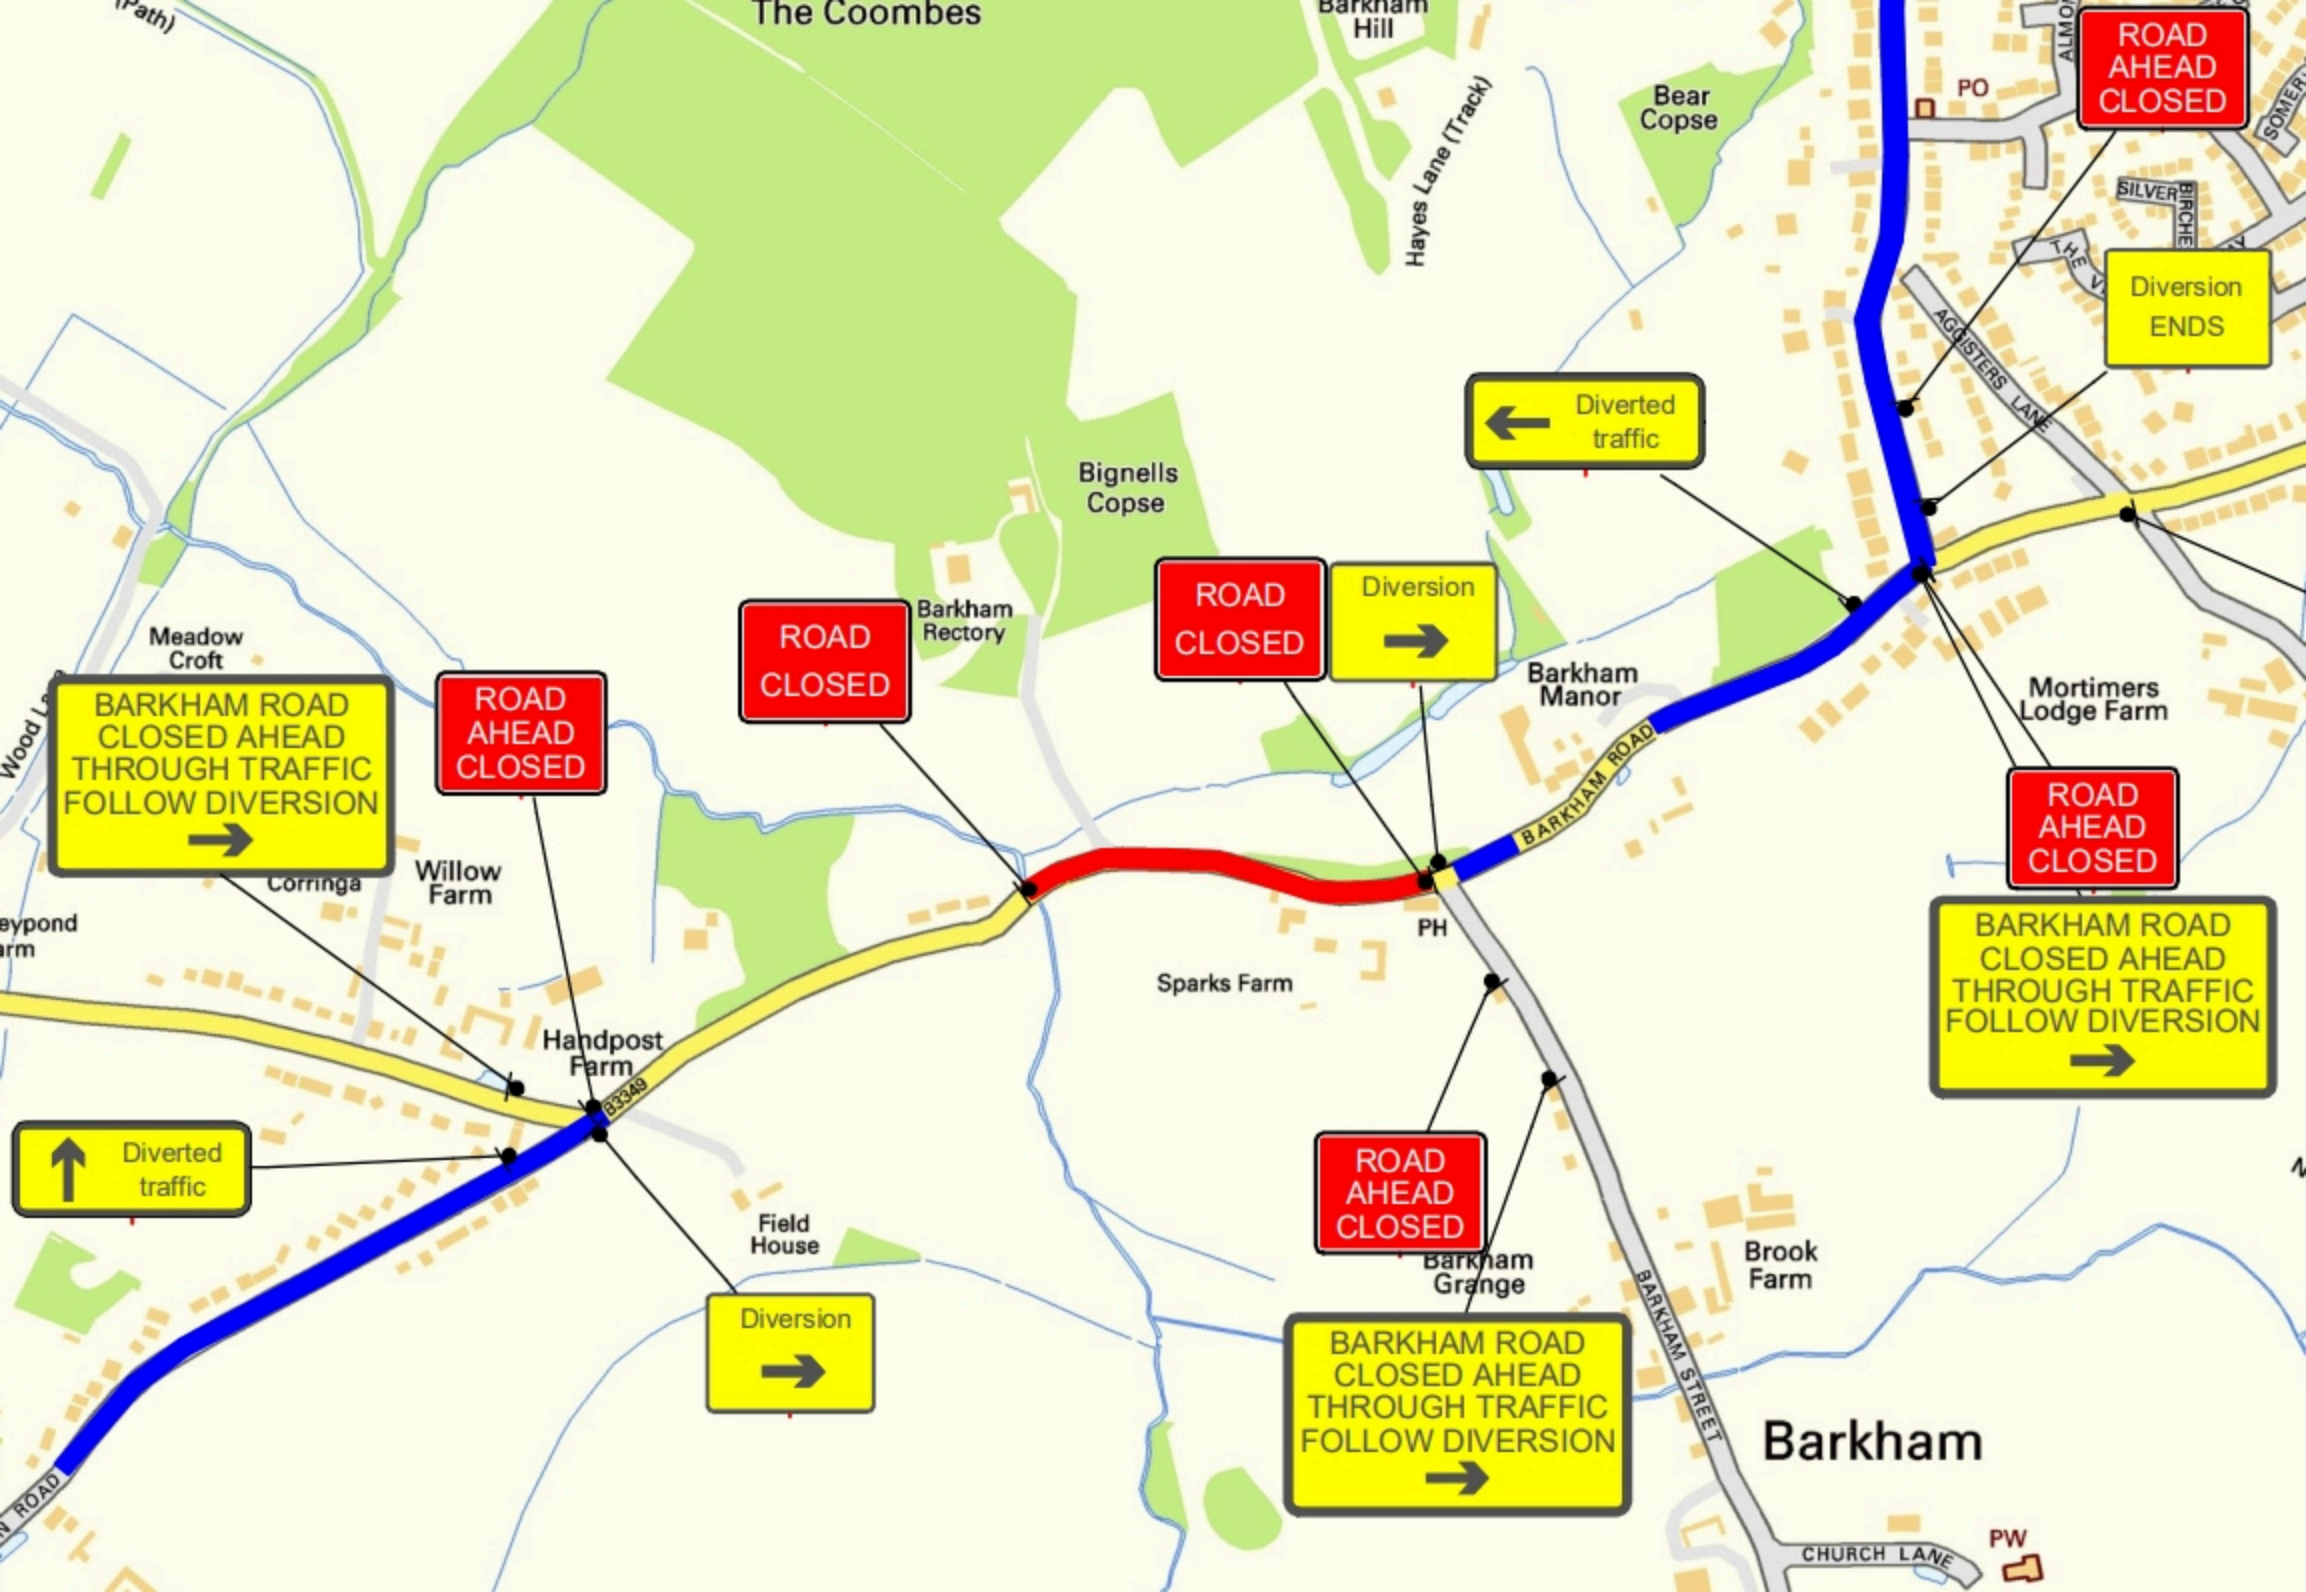 (Path)
The Coombes
Barkham
Hill
Hayes Lane (Track)
Bear
Copse
PO
ROAD
AHEAD
CLOSED
SILVER
BIRCHE
THE
AGGISTERS LANE
Diversion
ENDS
Diverted
traffic
Bignells
Copse
Barkham
Rectory
ROAD
CLOSED
ROAD
CLOSED
Diversion
Barkham
Manor
Mortimers
Lodge Farm
Meadow
Croft
Wood
BARKHAM ROAD
CLOSED AHEAD
THROUGH TRAFFIC
FOLLOW DIVERSION
ROAD
AHEAD
CLOSED
Corringa
Willow
Farm
BARKHAM ROAD
ROAD
AHEAD
CLOSED
BARKHAM ROAD
CLOSED AHEAD
THROUGH TRAFFIC
FOLLOW DIVERSION
eypond
arm
PH
Sparks Farm
Handpost
Farm
B3349
Diverted
traffic
Field
House
Diversion
ROAD
AHEAD
CLOSED
Barkham
Grange
BARKHAM ROAD
CLOSED AHEAD
THROUGH TRAFFIC
FOLLOW DIVERSION
Brook
Farm
BARKHAM STREET
Barkham
CHURCH LANE
PW
N ROAD